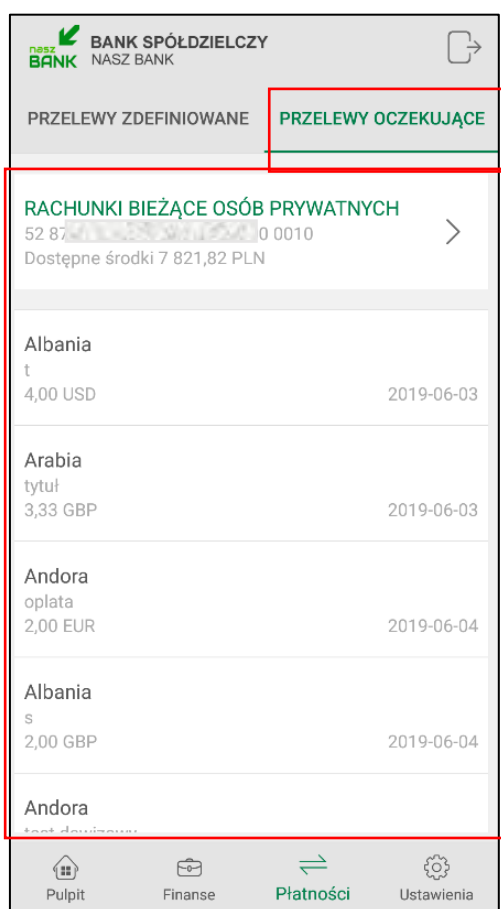 nasz BANK
BANK SPÓŁDZIELCZY
NASZ BANK
PRZELEWY ZDEFINIOWANE
PRZELEWY OCZEKUJĄCE
RACHUNKI BIEŻĄCE OSÓB PRYWATNYCH
52 87 0 0010
Dostępne środki 7 821,82 PLN
Albania
t
4,00 USD 2019-06-03
Arabia
tytuł
3,33 GBP 2019-06-03
Andora
oplata
2,00 EUR 2019-06-04
Albania
s
2,00 GBP 2019-06-04
Andora
Pulpit Finanse Płatności Ustawienia